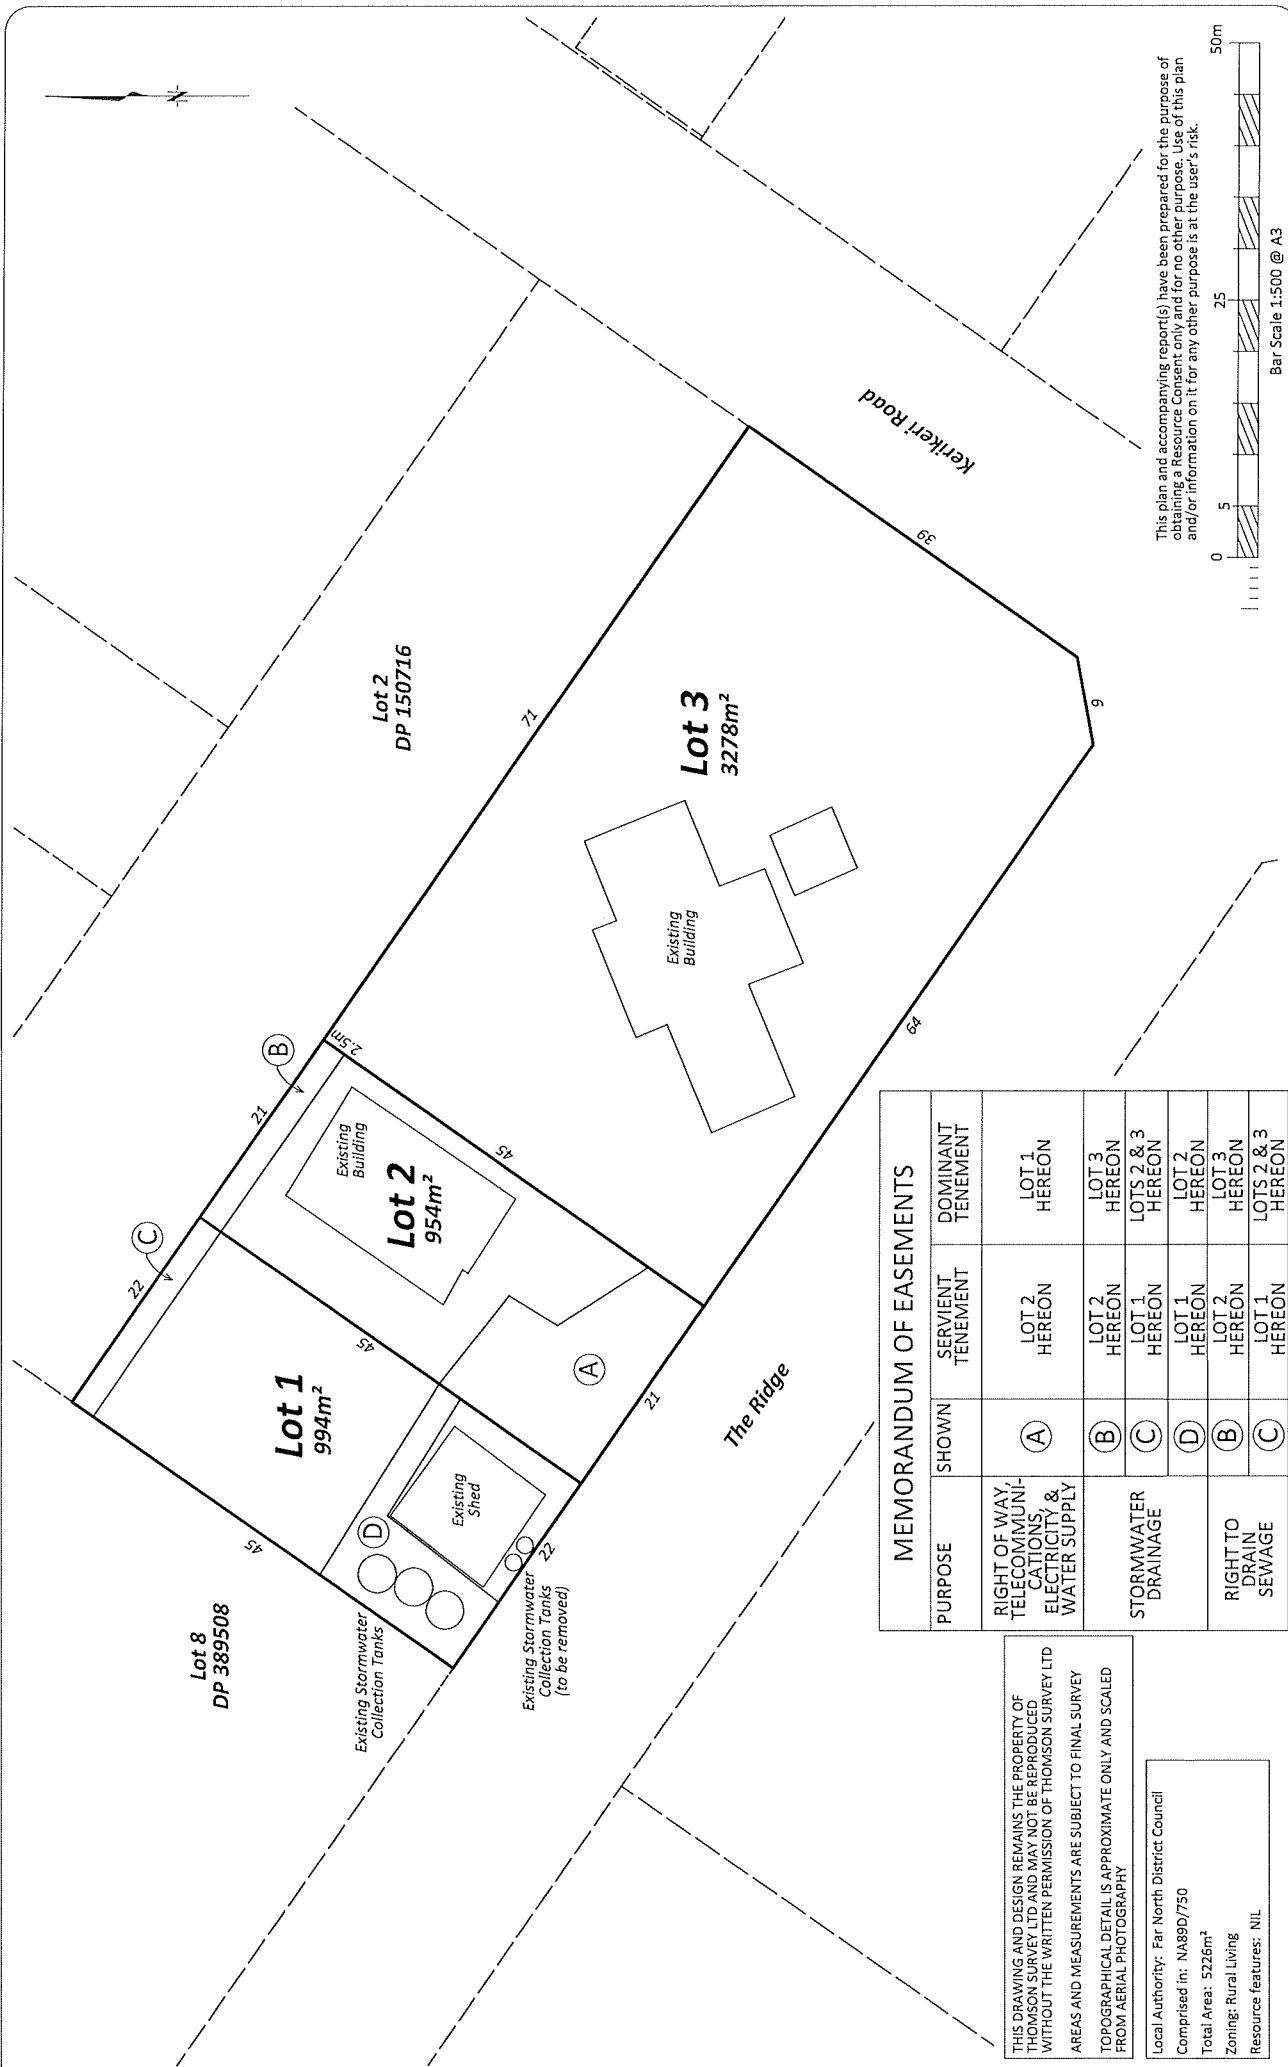 N
Lot 8
DP 389508
Lot 2
DP 150716
Lot 1
994m²
Lot 2
954m²
Lot 3
3278m²
Existing
Building
Existing
Building
Existing
Shed
Existing Stormwater
Collection Tanks
Existing Stormwater
Collection Tanks
(to be removed)
The Ridge
Kerikeri Road
A
B
C
D
22
21
71
45
45
45
2.5m
22
21
64
9
39
THIS DRAWING AND DESIGN REMAINS THE PROPERTY OF
THOMSON SURVEY LTD AND MAY NOT BE REPRODUCED
WITHOUT THE WRITTEN PERMISSION OF THOMSON SURVEY LTD
AREAS AND MEASUREMENTS ARE SUBJECT TO FINAL SURVEY
TOPOGRAPHICAL DETAIL IS APPROXIMATE ONLY AND SCALED
FROM AERIAL PHOTOGRAPHY
Local Authority: Far North District Council
Comprised in: NA89D/750
Total Area: 5226m²
Zoning: Rural Living
Resource features: NIL
MEMORANDUM OF EASEMENTS
PURPOSE SHOWN SERVIENT TENEMENT DOMINANT TENEMENT
RIGHT OF WAY,
TELECOMMUNI-
CATIONS,
ELECTRICITY &
WATER SUPPLY
A LOT 2 HEREON LOT 1 HEREON
STORMWATER
DRAINAGE
B LOT 2 HEREON LOT 3 HEREON
C LOT 1 HEREON LOTS 2 & 3 HEREON
D LOT 1 HEREON LOT 2 HEREON
RIGHT TO
DRAIN
SEWAGE
B LOT 2 HEREON LOT 3 HEREON
C LOT 1 HEREON LOTS 2 & 3 HEREON
This plan and accompanying report(s) have been prepared for the purpose of
obtaining a Resource Consent only and for no other purpose. Use of this plan
and/or information on it for any other purpose is at the user's risk.
0 5 25 50m
Bar Scale 1:500 @ A3